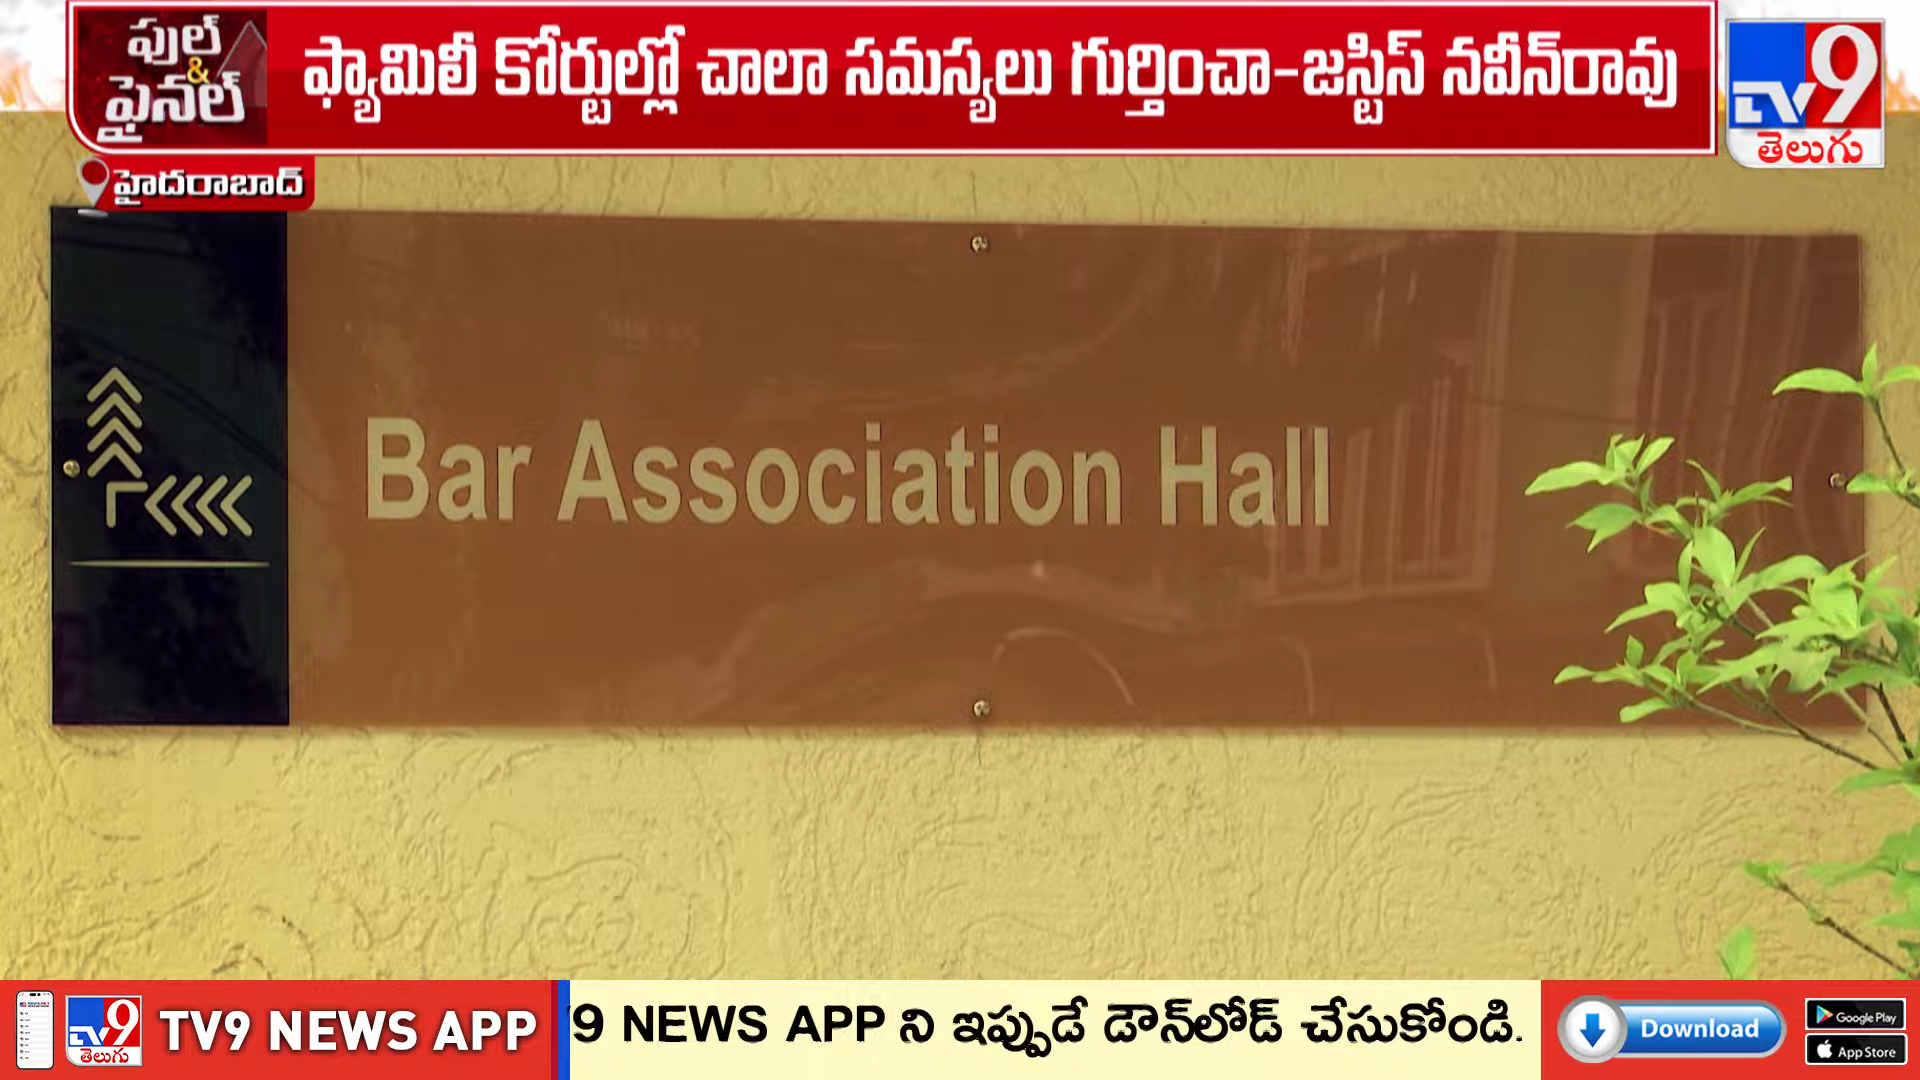 ఫుల్
&
ఫైనల్
ఫ్యామిలీ కోర్టుల్లో చాలా సమస్యలు గుర్తించా-జస్టిస్ నవీన్‌రావు
TV9
తెలుగు
హైదరాబాద్
Bar Association Hall
TV9
తెలుగు
TV9 NEWS APP
9 NEWS APP ని ఇప్పుడే డౌన్‌లోడ్ చేసుకోండి.
Download
Google Play
App Store